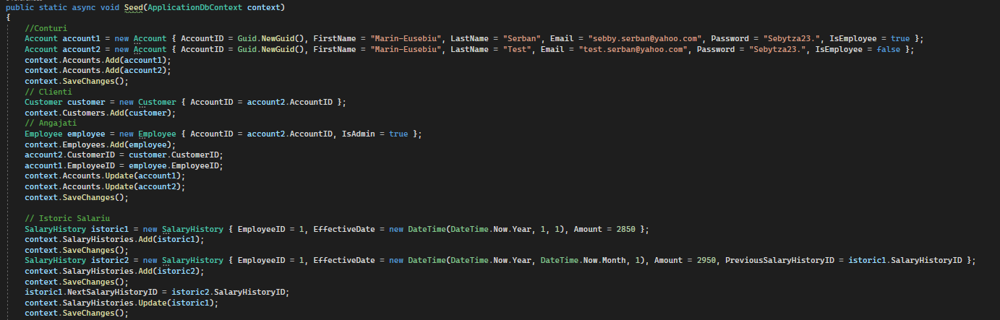 public static async void Seed(ApplicationDbContext context)
{
//Conturi
Account account1 = new Account { AccountID = Guid.NewGuid(), FirstName = "Marin-Eusebiu", LastName = "Serban", Email = "sebby.serban@yahoo.com", Password = "Sebytza23.", IsEmployee = true };
Account account2 = new Account { AccountID = Guid.NewGuid(), FirstName = "Marin-Eusebiu", LastName = "Test", Email = "test.serban@yahoo.com", Password = "Sebytza23.", IsEmployee = false };
context.Accounts.Add(account1);
context.Accounts.Add(account2);
context.SaveChanges();
// Clienti
Customer customer = new Customer { AccountID = account2.AccountID };
context.Customers.Add(customer);
// Angajati
Employee employee = new Employee { AccountID = account2.AccountID, IsAdmin = true };
context.Employees.Add(employee);
account2.CustomerID = customer.CustomerID;
account1.EmployeeID = employee.EmployeeID;
context.Accounts.Update(account1);
context.Accounts.Update(account2);
context.SaveChanges();
// Istoric Salariu
SalaryHistory istoric1 = new SalaryHistory { EmployeeID = 1, EffectiveDate = new DateTime(DateTime.Now.Year, 1, 1), Amount = 2850 };
context.SalaryHistories.Add(istoric1);
context.SaveChanges();
SalaryHistory istoric2 = new SalaryHistory { EmployeeID = 1, EffectiveDate = new DateTime(DateTime.Now.Year, DateTime.Now.Month, 1), Amount = 2950, PreviousSalaryHistoryID = istoric1.SalaryHistoryID };
context.SalaryHistories.Add(istoric2);
context.SaveChanges();
istoric1.NextSalaryHistoryID = istoric2.SalaryHistoryID;
context.SalaryHistories.Update(istoric1);
context.SaveChanges();